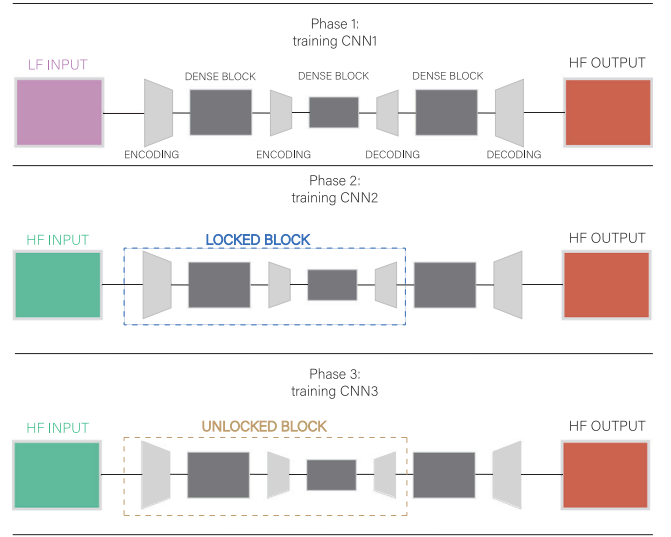 Phase 1:
training CNN1
LF INPUT
HF OUTPUT
DENSE BLOCK
DENSE BLOCK
DENSE BLOCK
ENCODING
ENCODING
DECODING
DECODING
Phase 2:
training CNN2
HF INPUT
LOCKED BLOCK
HF OUTPUT
Phase 3:
training CNN3
HF INPUT
UNLOCKED BLOCK
HF OUTPUT